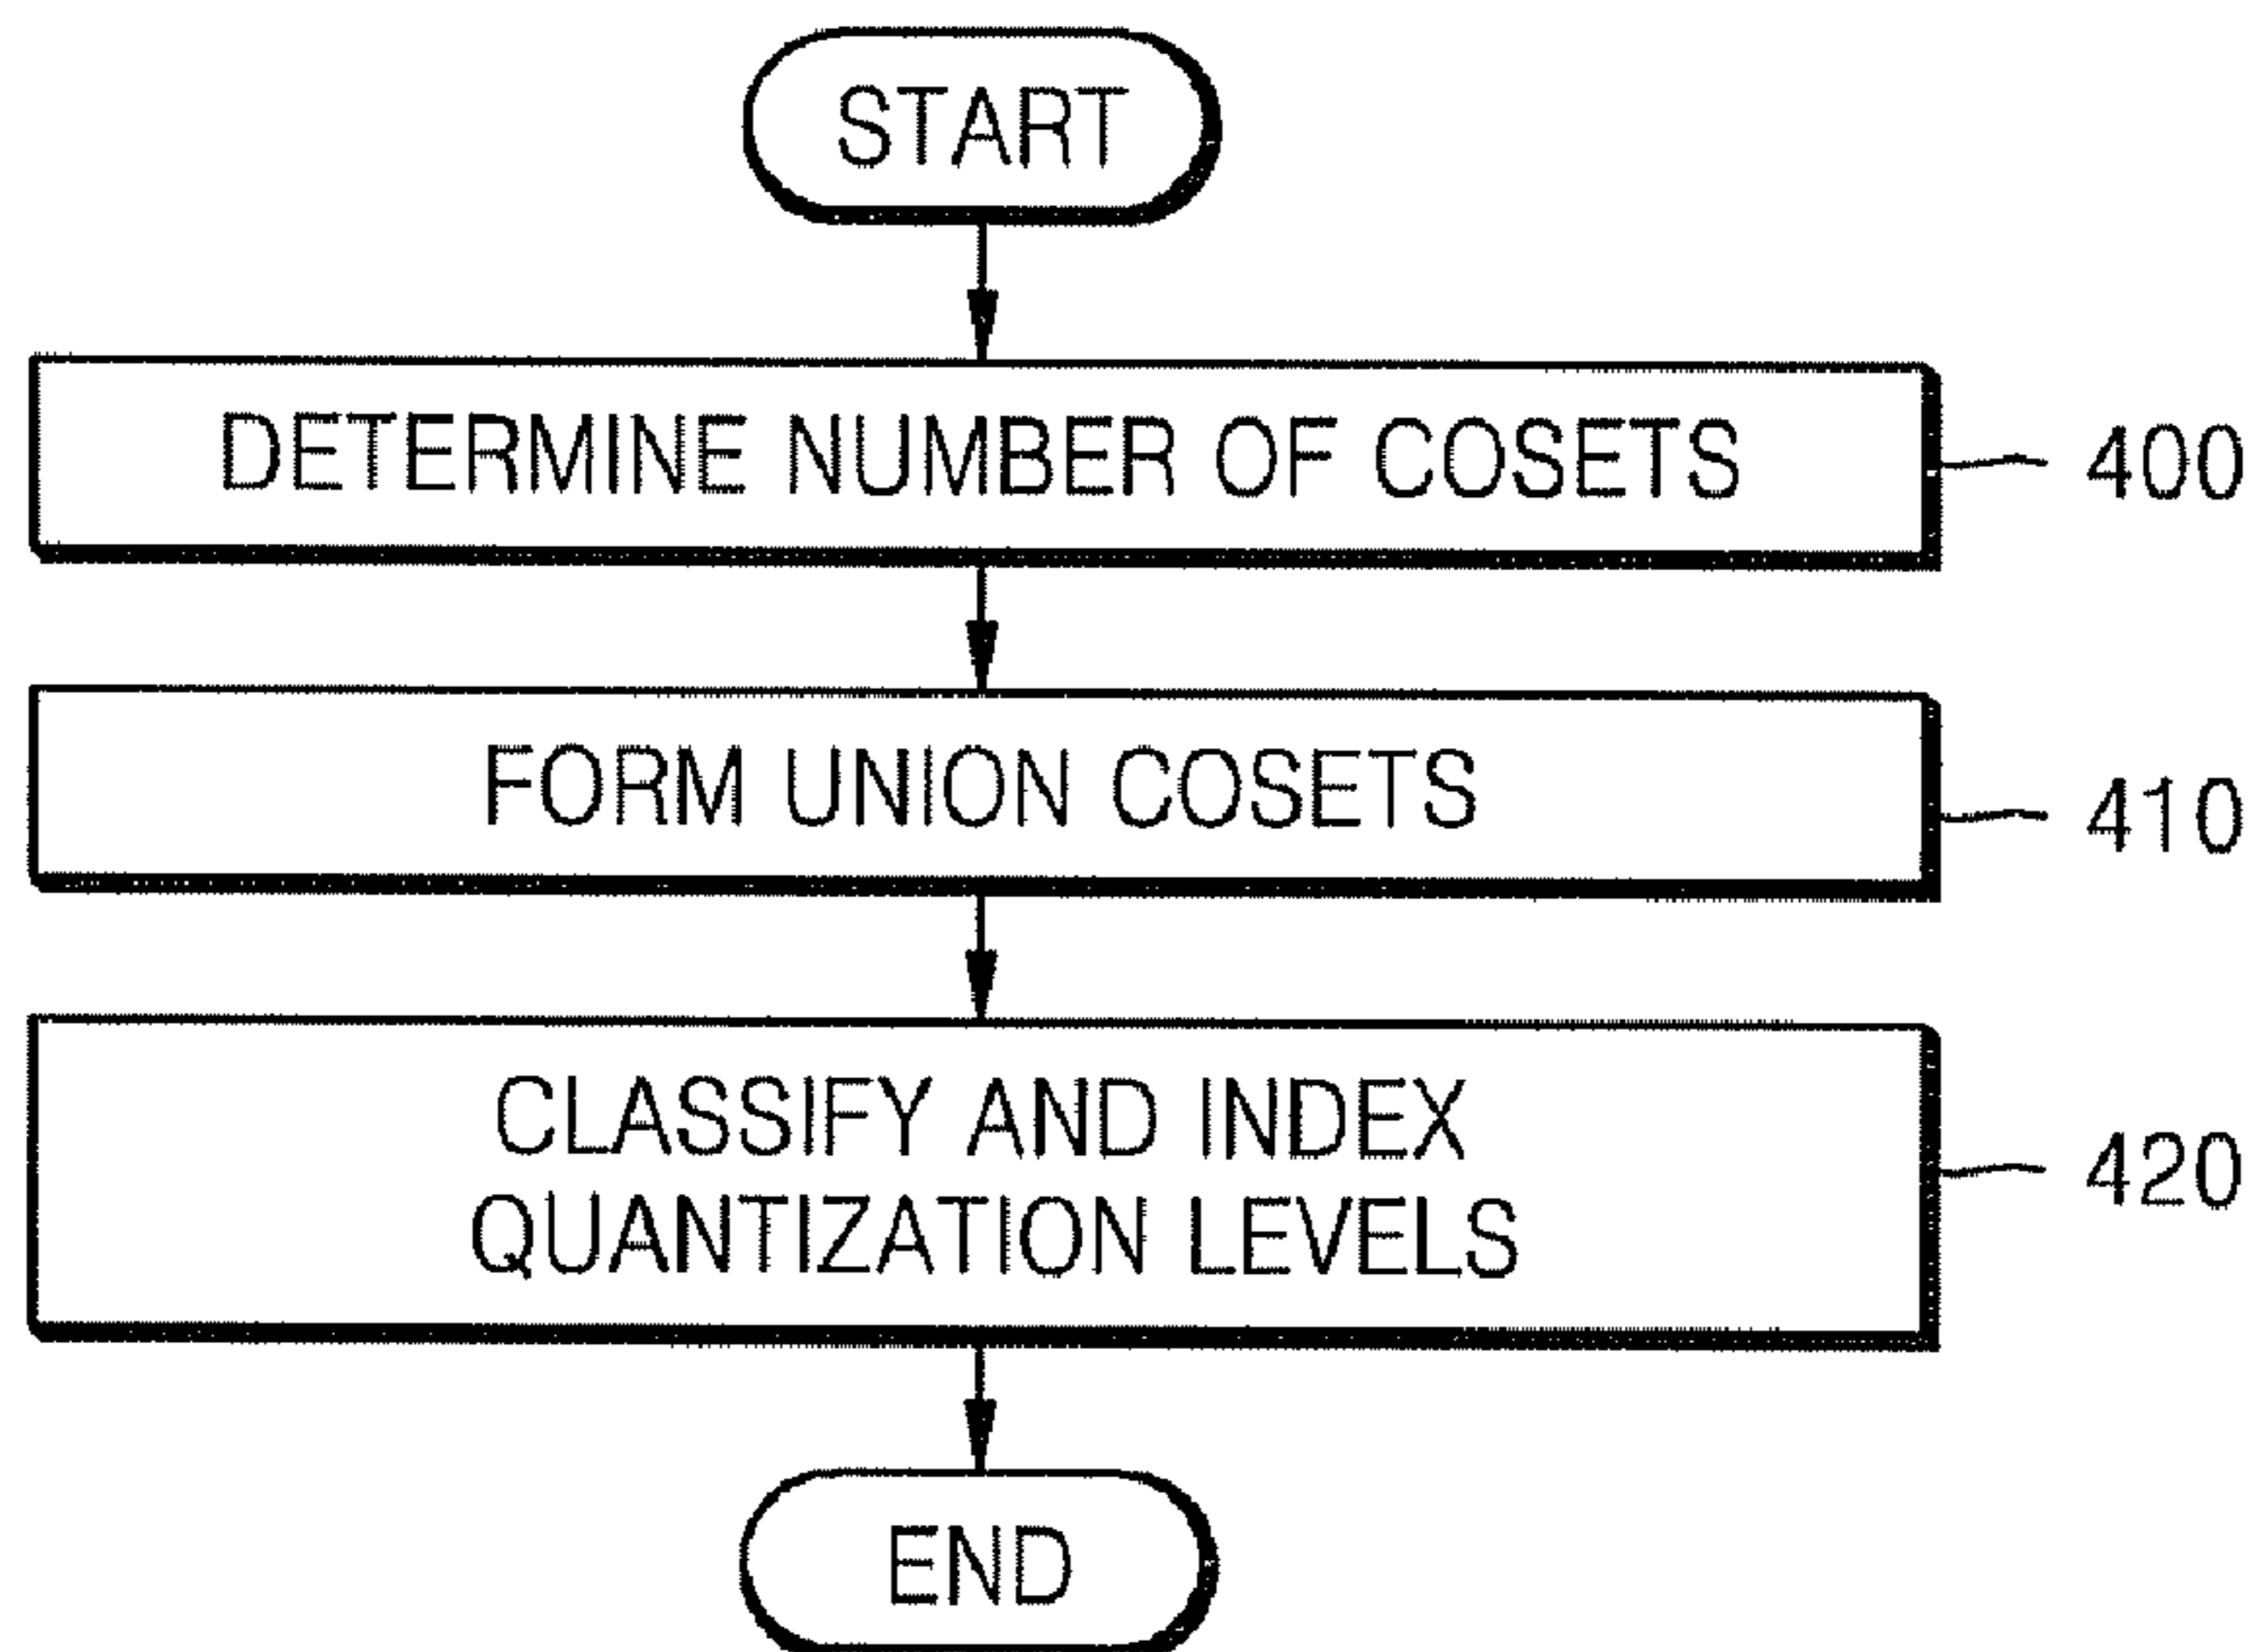 START
DETERMINE NUMBER OF COSETS
400
FORM UNION COSETS
410
CLASSIFY AND INDEX
QUANTIZATION LEVELS
420
END